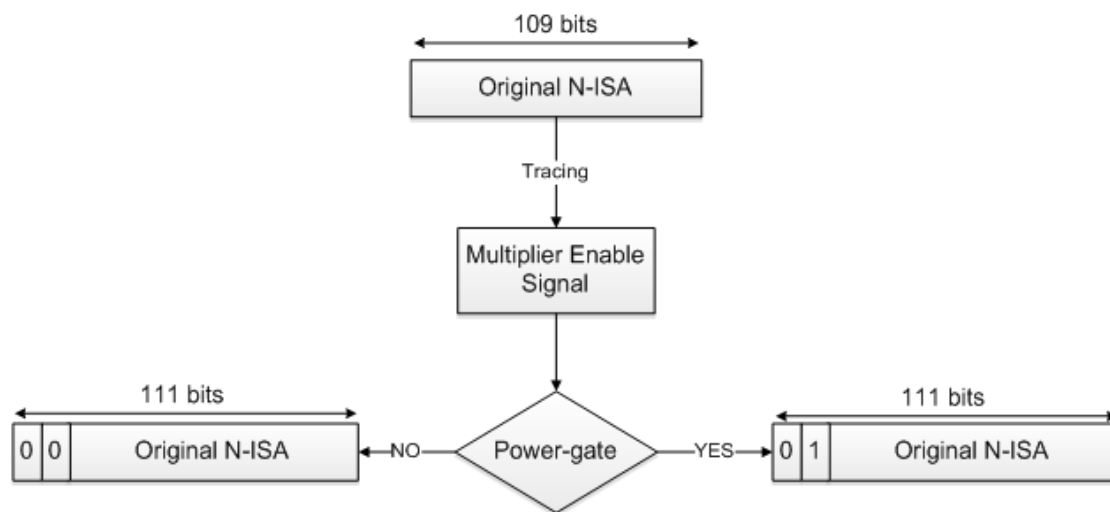 109 bits
Original N-ISA
Tracing
Multiplier Enable
Signal
111 bits
111 bits
0 0 Original N-ISA
NO
Power-gate
YES
0 1 Original N-ISA